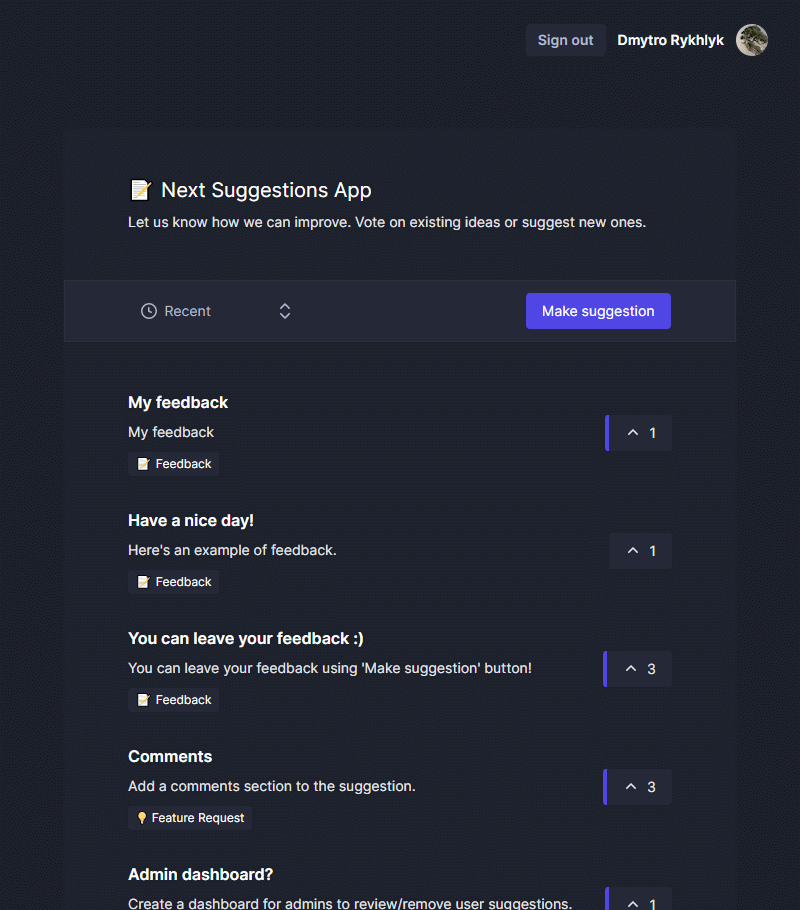 Sign out Dmytro Rykhlyk
Next Suggestions App
Let us know how we can improve. Vote on existing ideas or suggest new ones.
Recent Make suggestion
My feedback
My feedback
1
Feedback
Have a nice day!
Here's an example of feedback.
1
Feedback
You can leave your feedback :)
You can leave your feedback using 'Make suggestion' button!
3
Feedback
Comments
Add a comments section to the suggestion.
3
Feature Request
Admin dashboard?
Create a dashboard for admins to review/remove user suggestions.
1